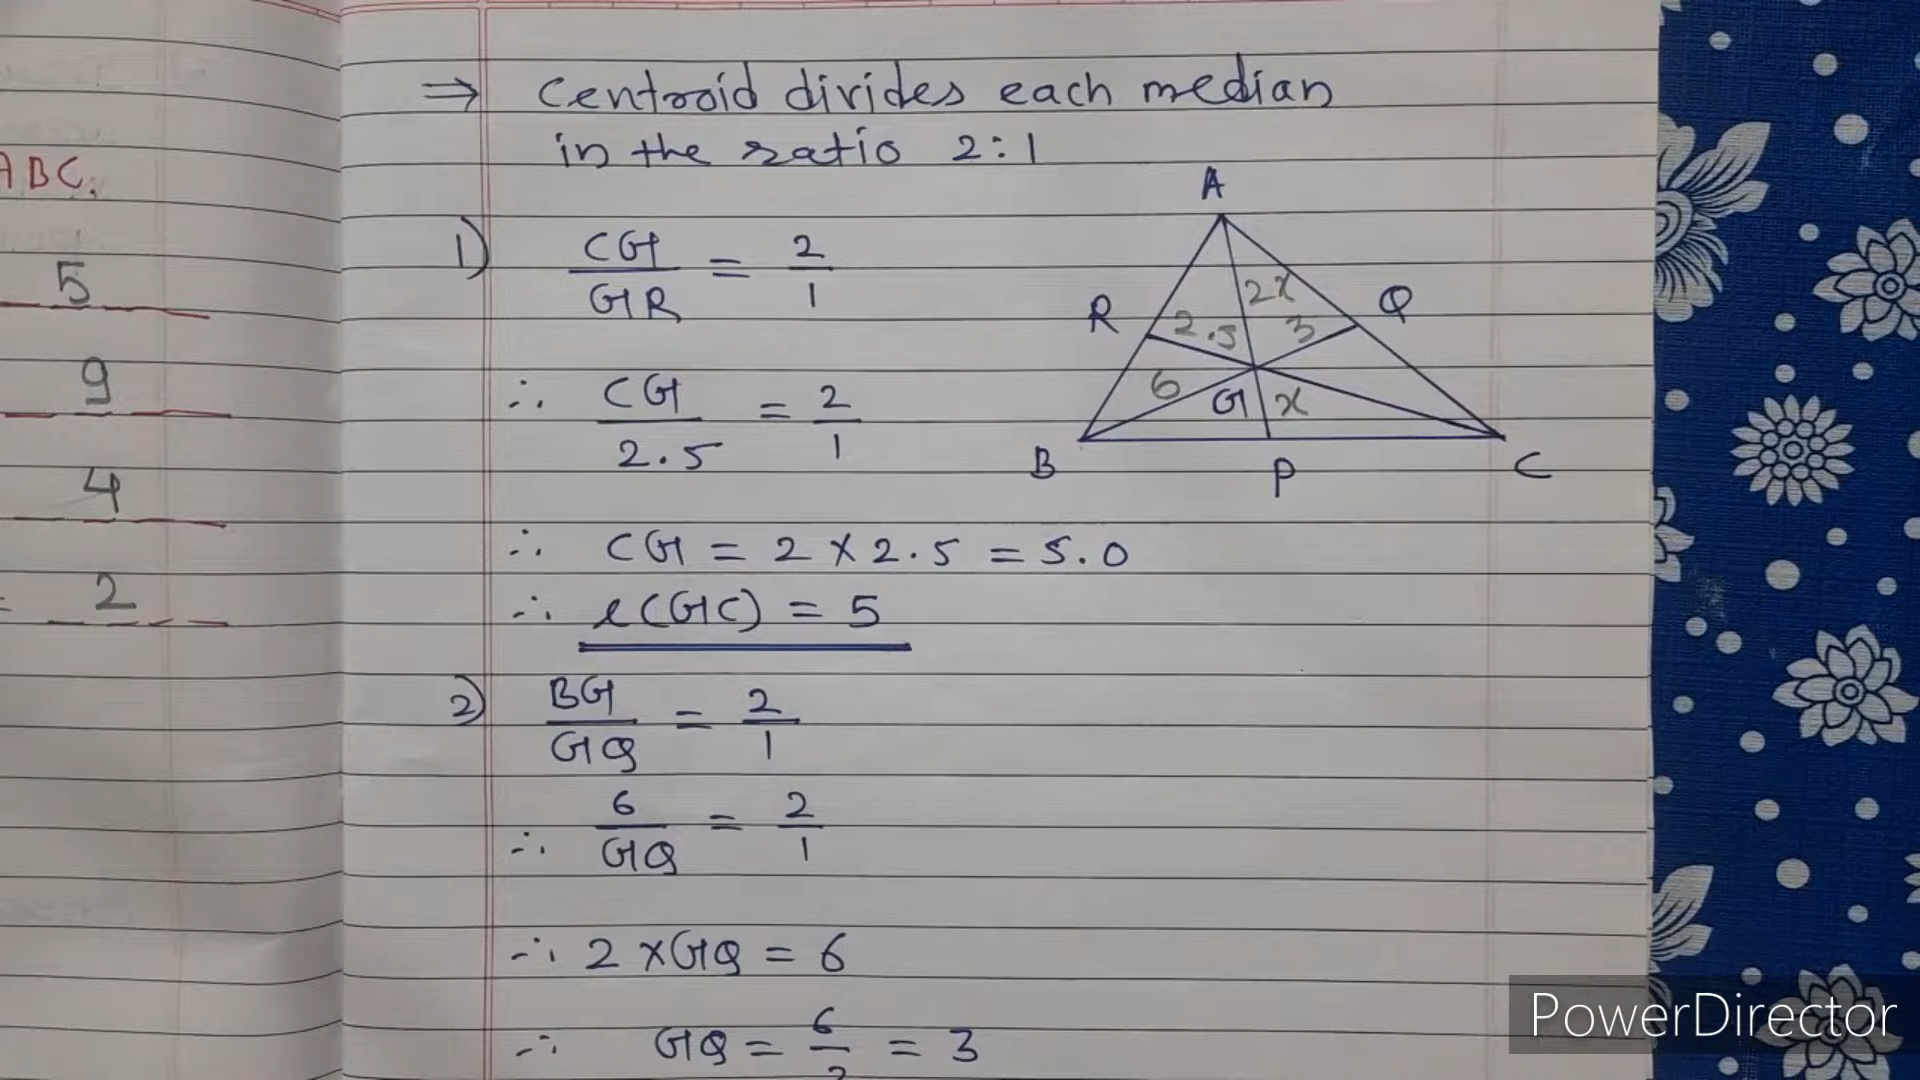 ABC.
5
9
4
= 2
⇒ Centroid divides each median
in the ratio 2:1
1) CG/GR = 2/1
∴ CG/2.5 = 2/1
∴ CG = 2 × 2.5 = 5.0
∴ l(GC) = 5
2) BG/GQ = 2/1
∴ 6/GQ = 2/1
∴ 2 × GQ = 6
∴ GQ = 6/2 = 3
A
R Q
2x
2.5 3
6 G x
B P C
PowerDirector